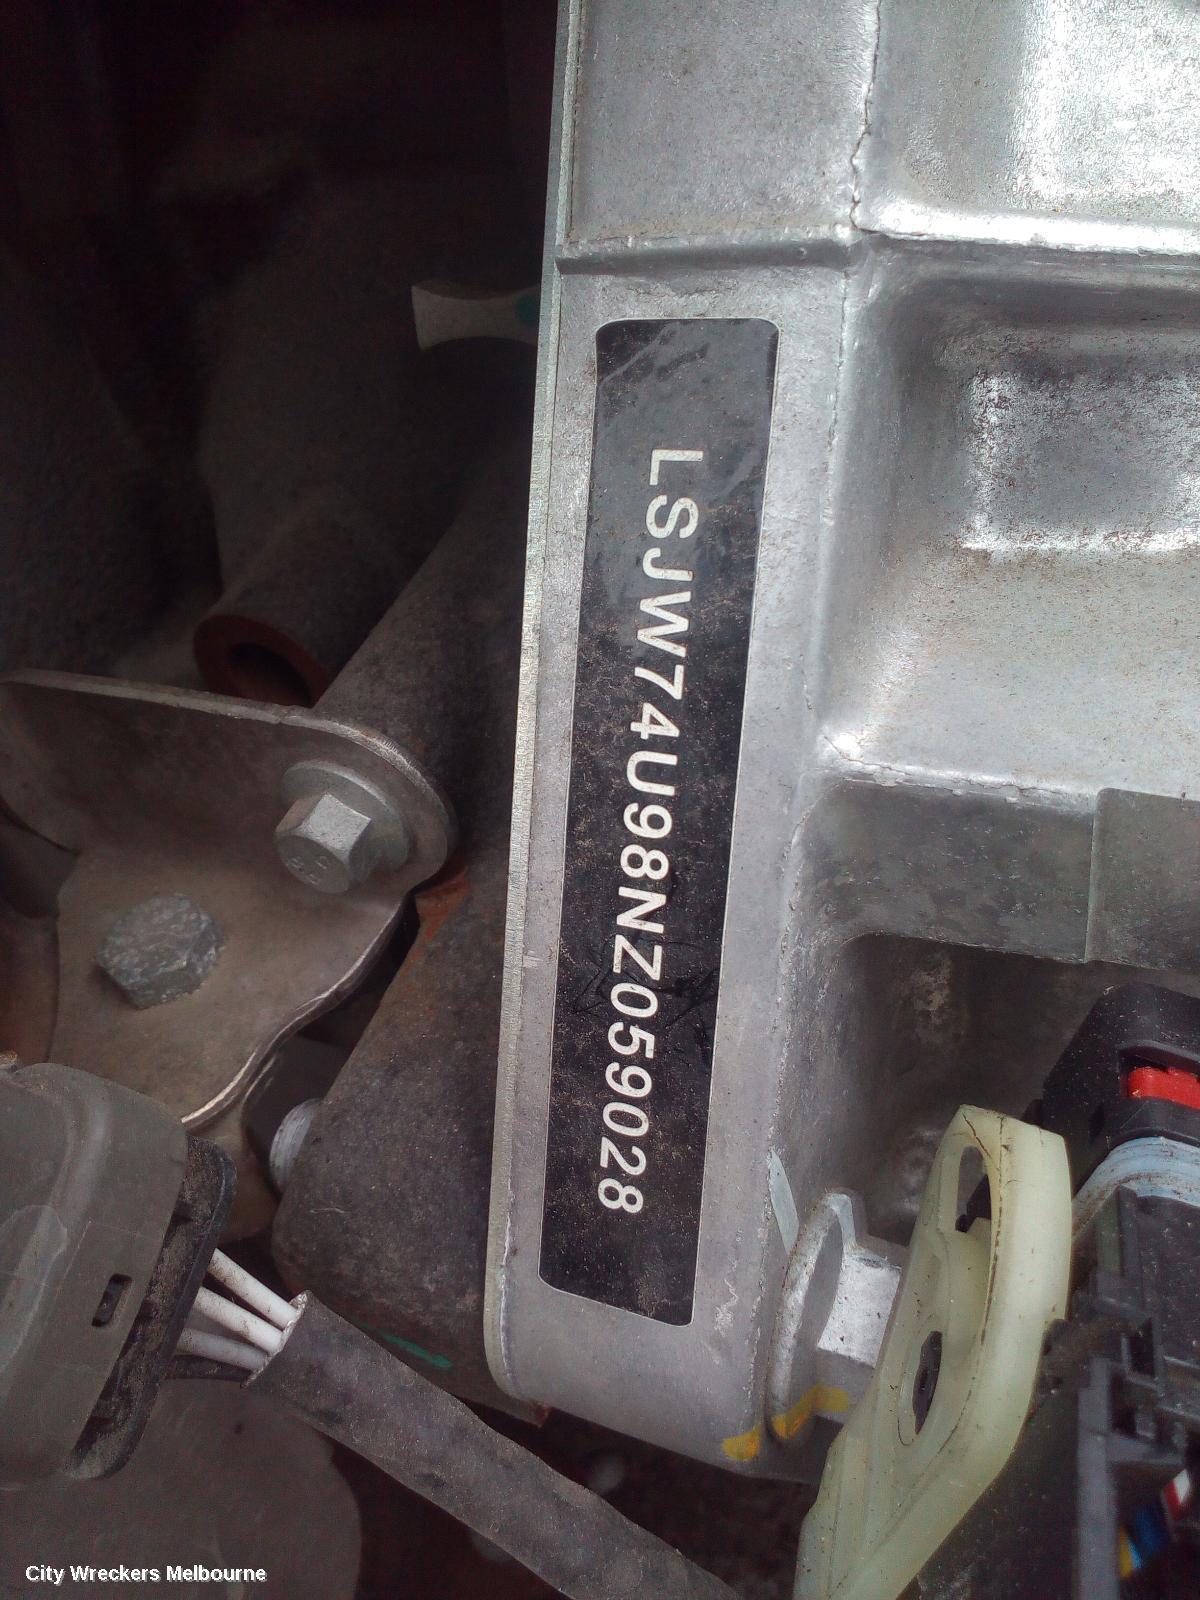 LSJW74U98NZ059028
City Wreckers Melbourne